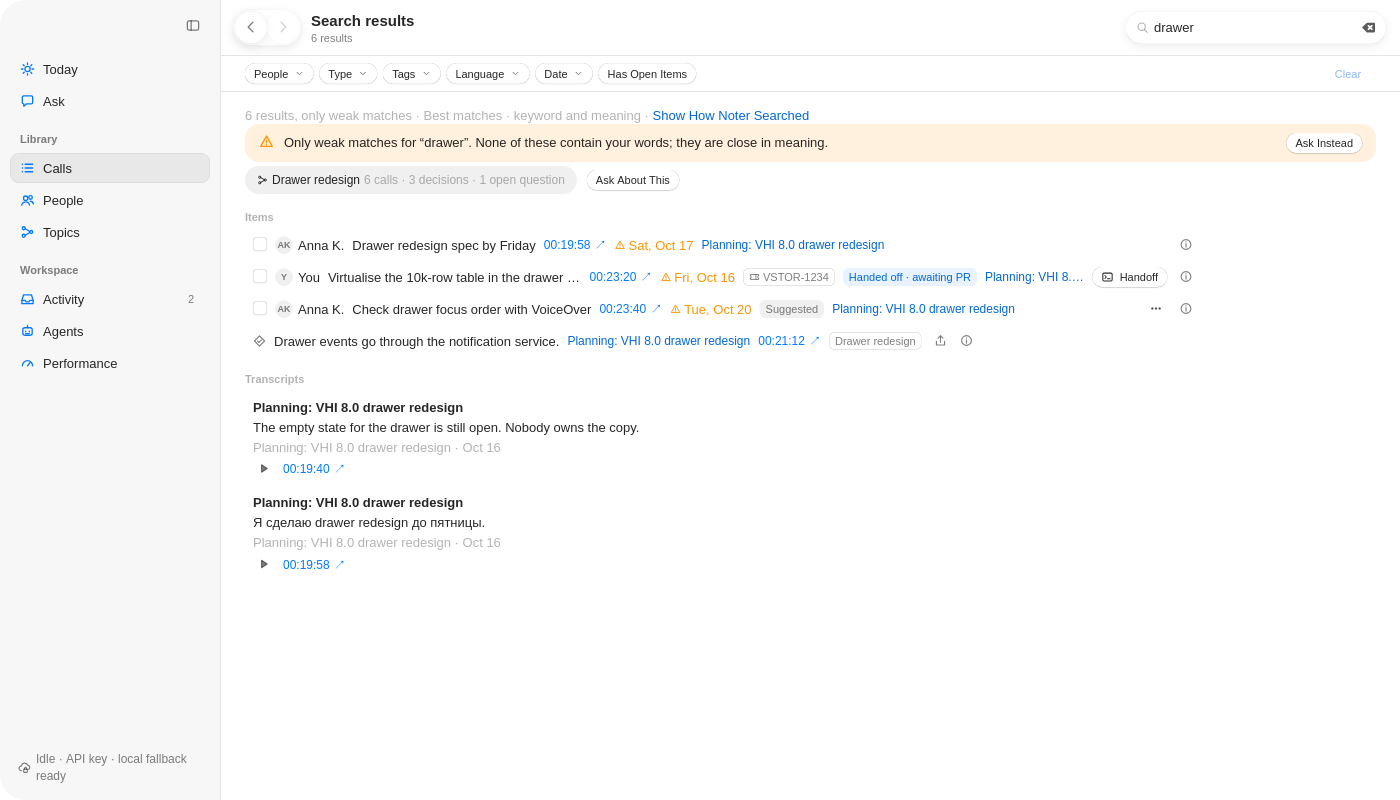 Search results
6 results
drawer
Today
Ask
Library
Calls
People
Topics
Workspace
Activity 2
Agents
Performance
Idle · API key · local fallback
ready
People Type Tags Language Date Has Open Items Clear
6 results, only weak matches · Best matches · keyword and meaning · Show How Noter Searched
Only weak matches for “drawer”. None of these contain your words; they are close in meaning. Ask Instead
Drawer redesign 6 calls · 3 decisions · 1 open question Ask About This
Items
AK Anna K. Drawer redesign spec by Friday 00:19:58 Sat, Oct 17 Planning: VHI 8.0 drawer redesign
Y You Virtualise the 10k-row table in the drawer … 00:23:20 Fri, Oct 16 VSTOR-1234 Handed off · awaiting PR Planning: VHI 8.… Handoff
AK Anna K. Check drawer focus order with VoiceOver 00:23:40 Tue, Oct 20 Suggested Planning: VHI 8.0 drawer redesign
Drawer events go through the notification service. Planning: VHI 8.0 drawer redesign 00:21:12 Drawer redesign
Transcripts
Planning: VHI 8.0 drawer redesign
The empty state for the drawer is still open. Nobody owns the copy.
Planning: VHI 8.0 drawer redesign · Oct 16
00:19:40
Planning: VHI 8.0 drawer redesign
Я сделаю drawer redesign до пятницы.
Planning: VHI 8.0 drawer redesign · Oct 16
00:19:58